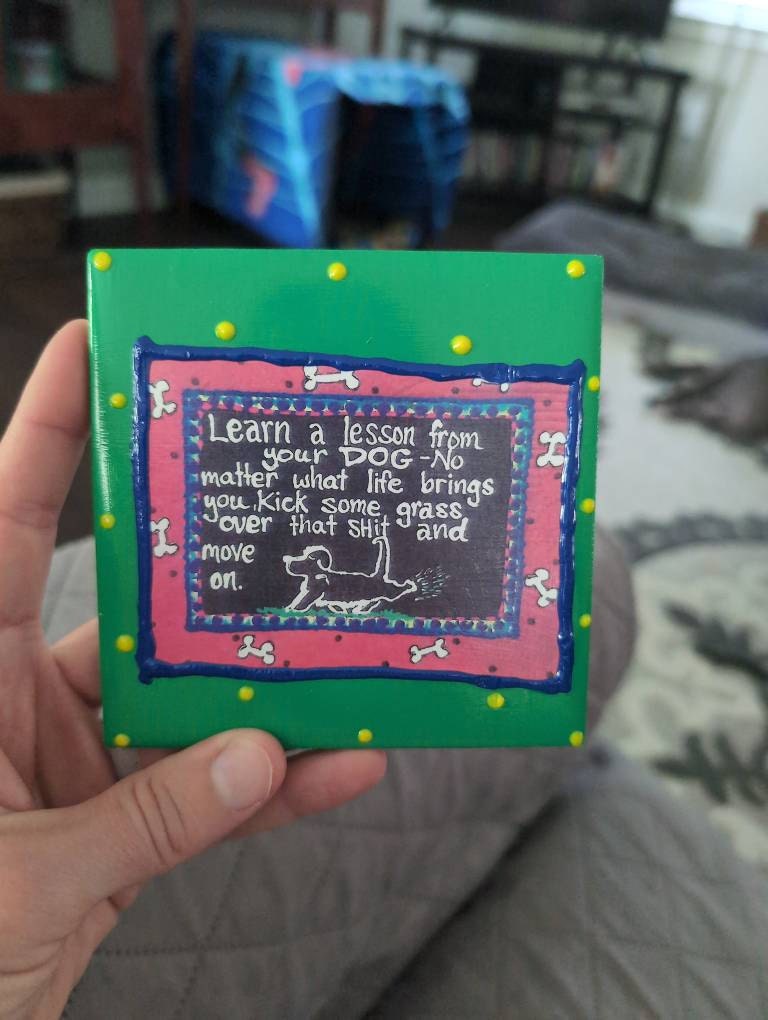 Learn a lesson from
your DOG - No
matter what life brings
you, Kick some grass
over that SHit and
move
on.